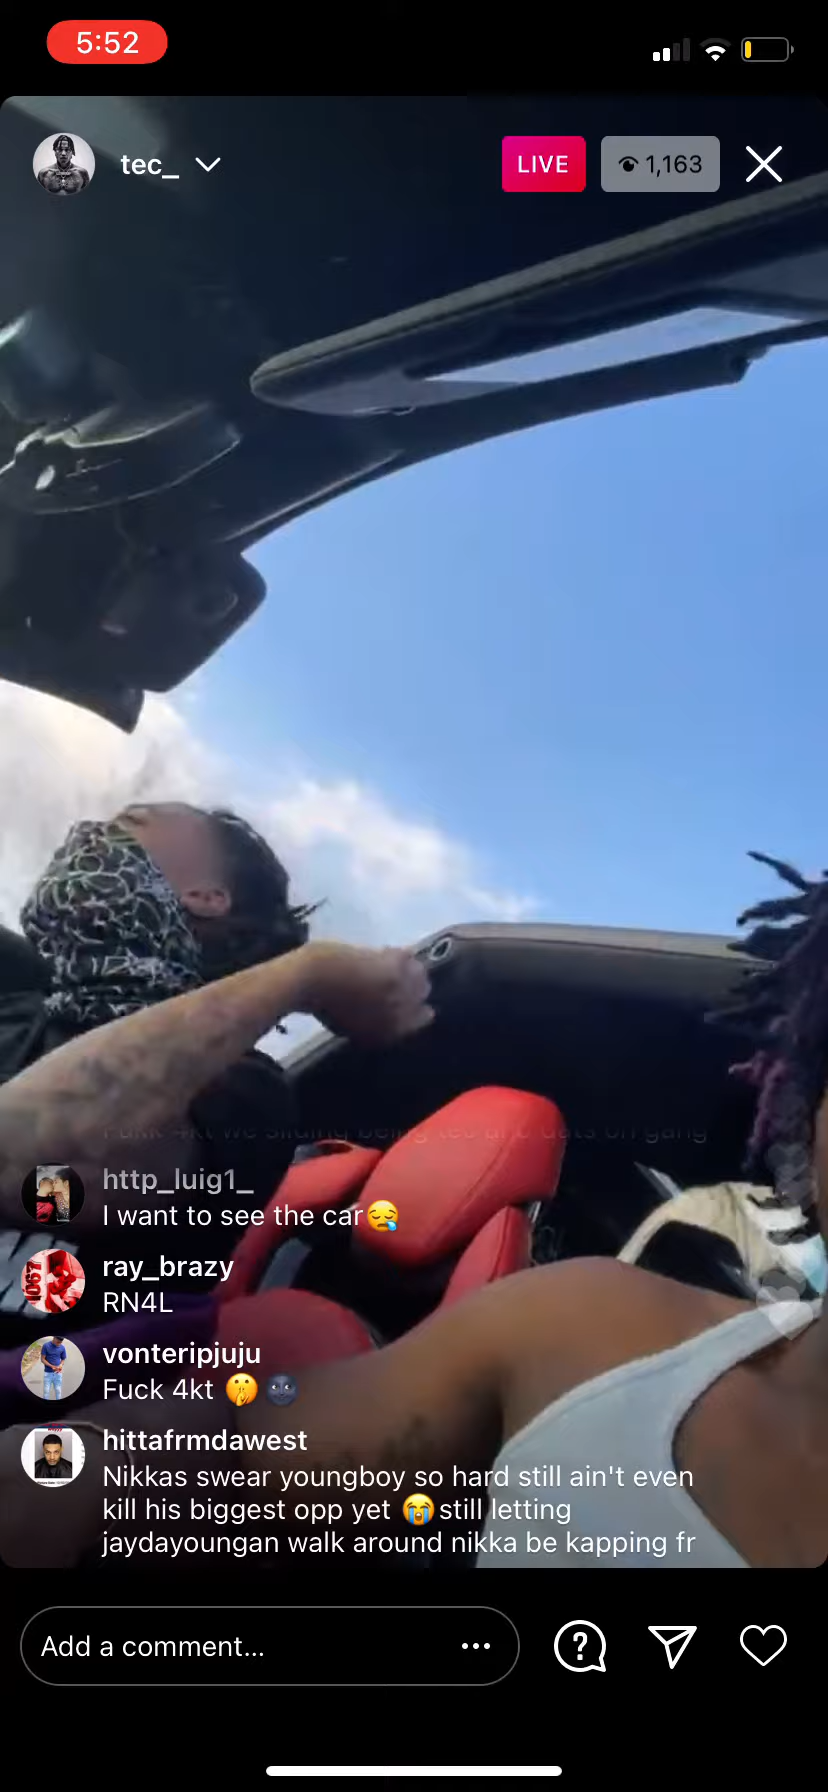 5:52
tec_
LIVE
1,163
http_luig1_
I want to see the car😪
ray_brazy
RN4L
vonteripjuju
Fuck 4kt 🤫🌚
hittafrmdawest
Nikkas swear youngboy so hard still ain't even
kill his biggest opp yet 😭still letting
jaydayoungan walk around nikka be kapping fr
Add a comment...